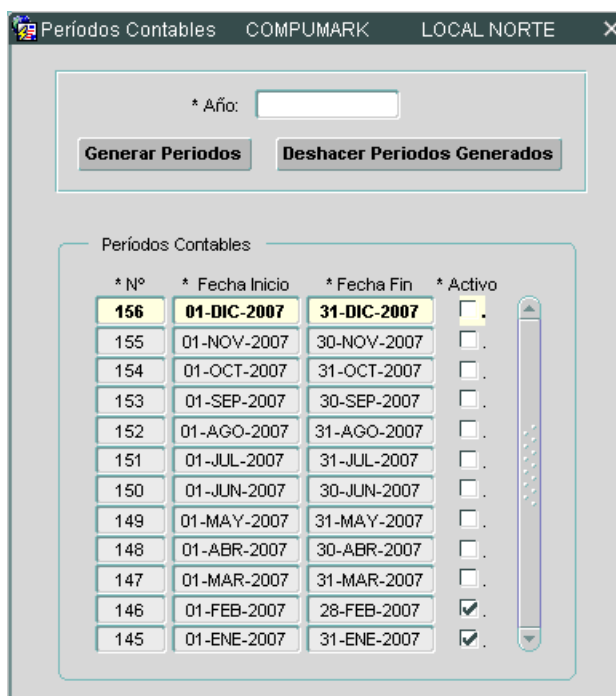 Períodos Contables COMPUMARK LOCAL NORTE
* Año:
Generar Periodos Deshacer Periodos Generados
Períodos Contables
* Nº * Fecha Inicio * Fecha Fin * Activo
156 01-DIC-2007 31-DIC-2007 .
155 01-NOV-2007 30-NOV-2007 .
154 01-OCT-2007 31-OCT-2007 .
153 01-SEP-2007 30-SEP-2007 .
152 01-AGO-2007 31-AGO-2007 .
151 01-JUL-2007 31-JUL-2007 .
150 01-JUN-2007 30-JUN-2007 .
149 01-MAY-2007 31-MAY-2007 .
148 01-ABR-2007 30-ABR-2007 .
147 01-MAR-2007 31-MAR-2007 .
146 01-FEB-2007 28-FEB-2007 .
145 01-ENE-2007 31-ENE-2007 .